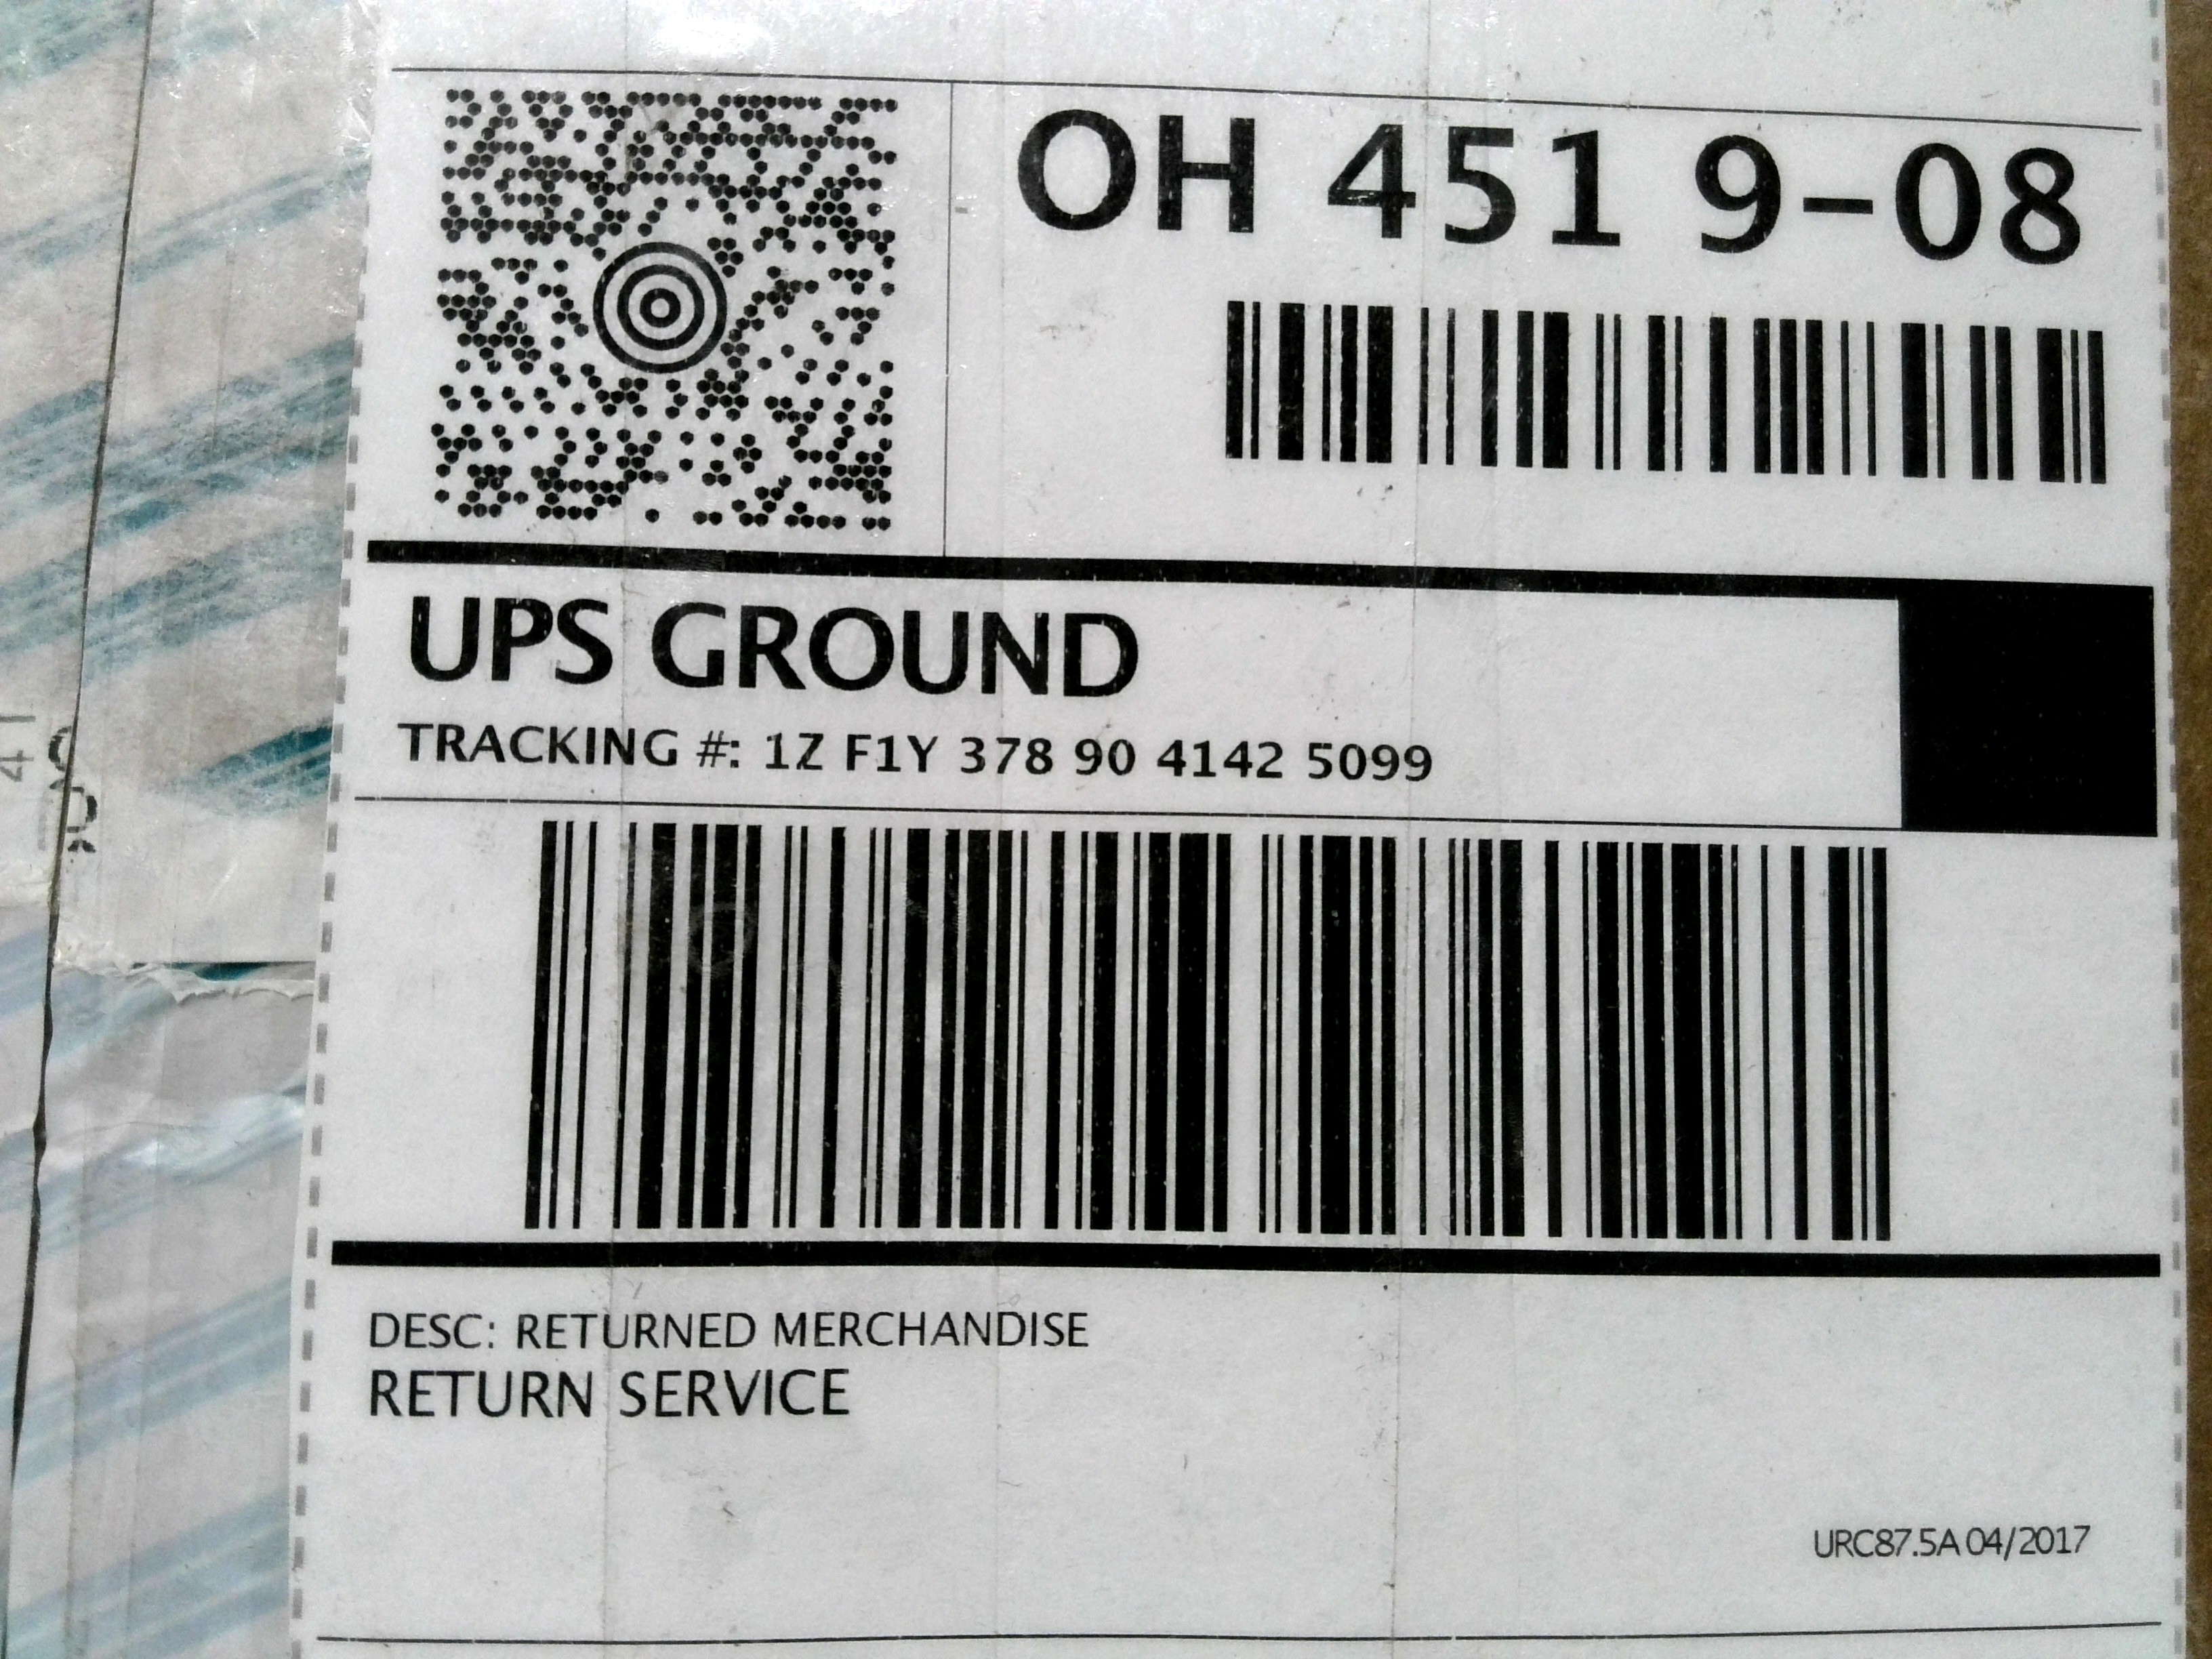 OH 451 9-08
UPS GROUND
TRACKING #: 1Z F1Y 378 90 4142 5099
DESC: RETURNED MERCHANDISE
RETURN SERVICE
URC87.5A 04/2017